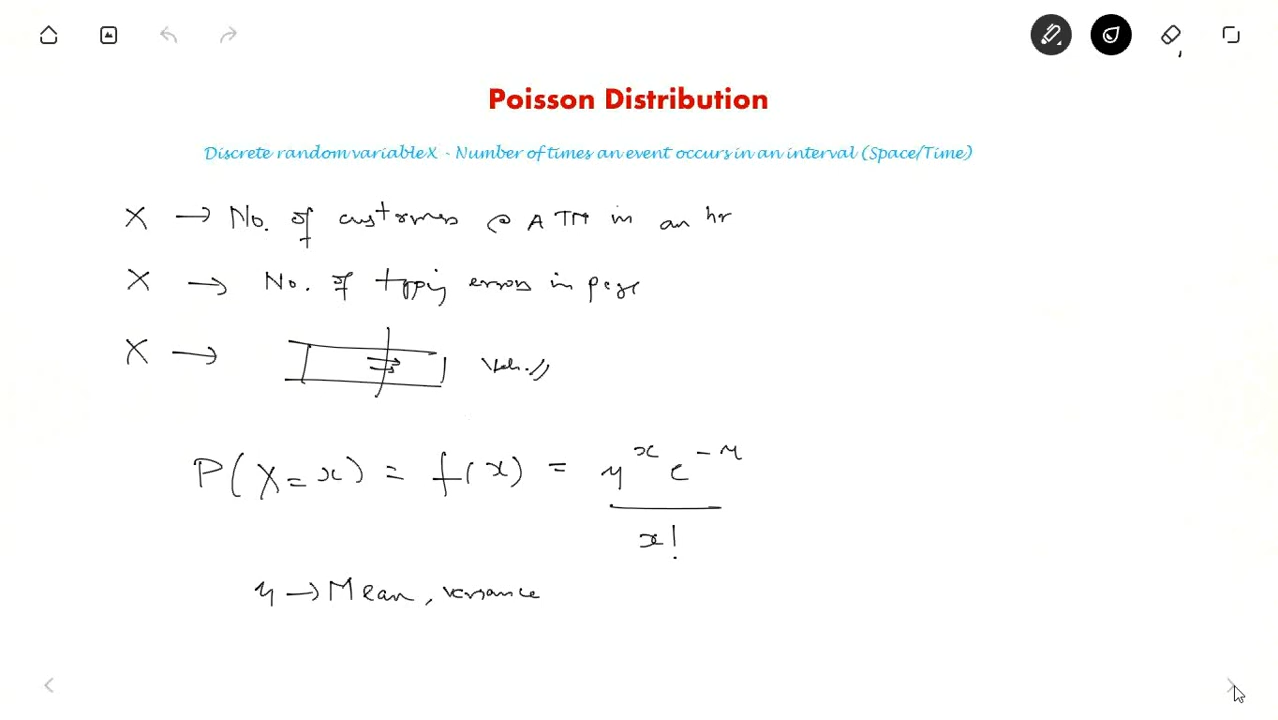 Poisson Distribution
Discrete random variable X - Number of times an event occurs in an interval (Space/Time)
X → No. of customers @ ATM in an hr
X → No. of typing errors in page
X → Veh.
P(X=x) = f(x) = μ^x e^-μ / x!
μ → Mean, variance